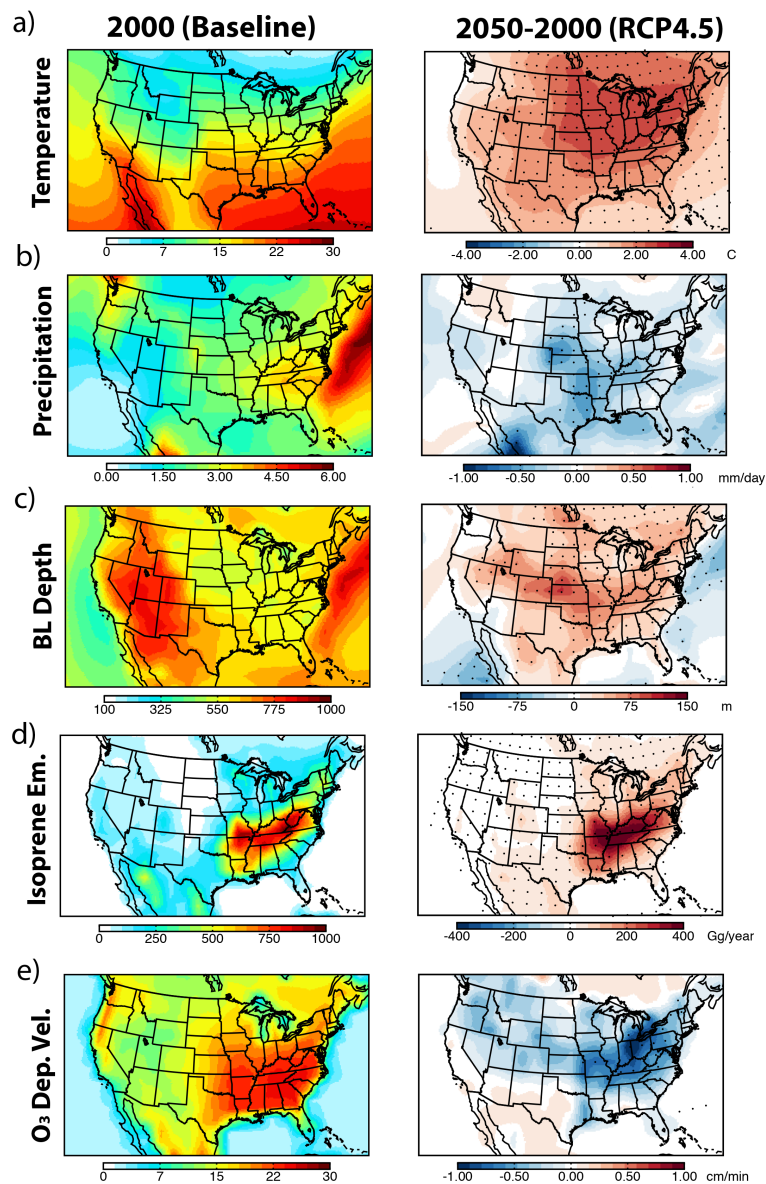 a)
2000 (Baseline)
2050-2000 (RCP4.5)
Temperature
0 7 15 22 30
-4.00 -2.00 0.00 2.00 4.00 C
b)
Precipitation
0.00 1.50 3.00 4.50 6.00
-1.00 -0.50 0.00 0.50 1.00 mm/day
c)
BL Depth
100 325 550 775 1000
-150 -75 0 75 150 m
d)
Isoprene Em.
0 250 500 750 1000
-400 -200 0 200 400 Gg/year
e)
O₃ Dep. Vel.
0 7 15 22 30
-1.00 -0.50 0.00 0.50 1.00 cm/min